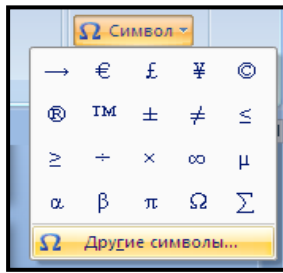 Ω Символ
→ € £ ¥ ©
® ™ ± ≠ ≤
≥ ÷ × ∞ µ
α β π Ω Σ
Ω Другие символы...